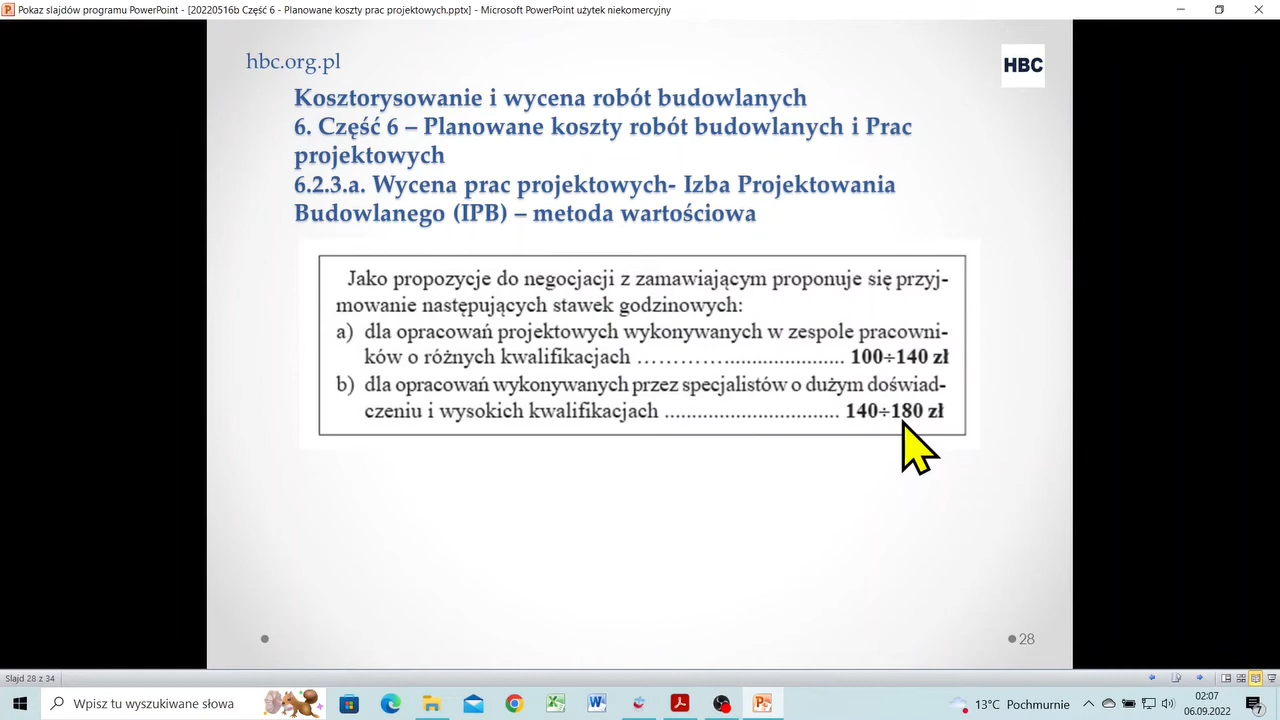 Pokaz slajdów programu PowerPoint - [20220516b Część 6 - Planowane koszty prac projektowych.pptx] - Microsoft PowerPoint użytek niekomercyjny
hbc.org.pl
HBC
Kosztorysowanie i wycena robót budowlanych
6. Część 6 – Planowane koszty robót budowlanych i Prac
projektowych
6.2.3.a. Wycena prac projektowych- Izba Projektowania
Budowlanego (IPB) – metoda wartościowa
Jako propozycje do negocjacji z zamawiającym proponuje się przyj-
mowanie następujących stawek godzinowych:
a) dla opracowań projektowych wykonywanych w zespole pracowni-
ków o różnych kwalifikacjach ................................. 100÷140 zł
b) dla opracowań wykonywanych przez specjalistów o dużym doświad-
czeniu i wysokich kwalifikacjach ................................ 140÷180 zł
28
Slajd 28 z 34
Wpisz tu wyszukiwane słowa
13°C Pochmurnie
02:07
06.09.2022
7